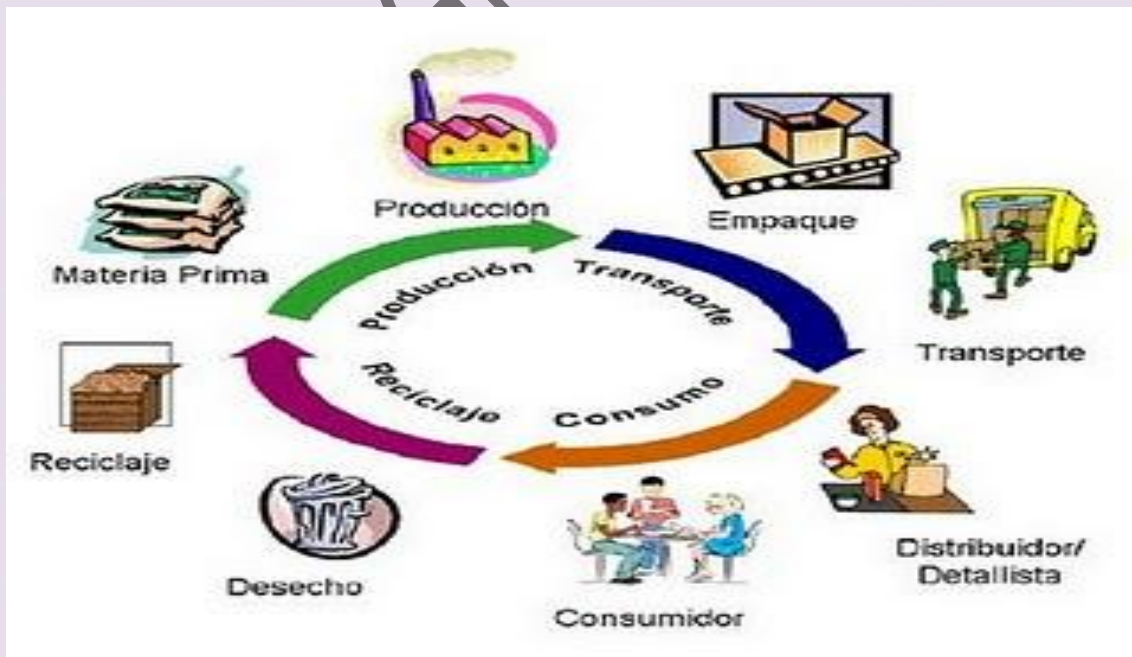 Producción
Empaque
Materia Prima
Producción
Transporte
Transporte
Reciclaje
Consumo
Reciclaje
Desecho
Consumidor
Distribuidor/
Detallista